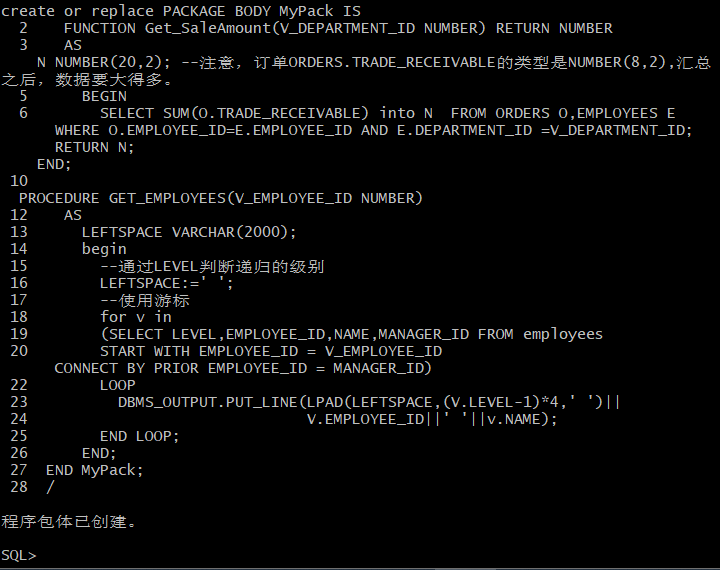 create or replace PACKAGE BODY MyPack IS
  2    FUNCTION Get_SaleAmount(V_DEPARTMENT_ID NUMBER) RETURN NUMBER
  3    AS
    N NUMBER(20,2); --注意，订单ORDERS.TRADE_RECEIVABLE的类型是NUMBER(8,2),汇总
之后，数据要大得多。
  5      BEGIN
  6        SELECT SUM(O.TRADE_RECEIVABLE) into N  FROM ORDERS O,EMPLOYEES E
      WHERE O.EMPLOYEE_ID=E.EMPLOYEE_ID AND E.DEPARTMENT_ID =V_DEPARTMENT_ID;
      RETURN N;
    END;
 10
  PROCEDURE GET_EMPLOYEES(V_EMPLOYEE_ID NUMBER)
 12    AS
 13      LEFTSPACE VARCHAR(2000);
 14      begin
 15        --通过LEVEL判断递归的级别
 16        LEFTSPACE:=' ';
 17        --使用游标
 18        for v in
 19        (SELECT LEVEL,EMPLOYEE_ID,NAME,MANAGER_ID FROM employees
 20        START WITH EMPLOYEE_ID = V_EMPLOYEE_ID
      CONNECT BY PRIOR EMPLOYEE_ID = MANAGER_ID)
 22        LOOP
 23          DBMS_OUTPUT.PUT_LINE(LPAD(LEFTSPACE,(V.LEVEL-1)*4,' ')||
 24                               V.EMPLOYEE_ID||' '||v.NAME);
 25        END LOOP;
 26      END;
 27  END MyPack;
 28  /
程序包体已创建。
SQL>